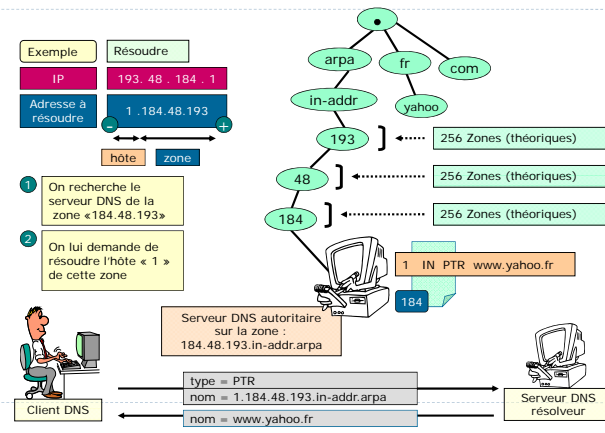 Exemple
Résoudre
IP
193. 48 . 184 . 1
Adresse à
résoudre
1 .184.48.193
-
+
hôte
zone
1
On recherche le
serveur DNS de la
zone «184.48.193»
2
On lui demande de
résoudre l'hôte « 1 »
de cette zone
arpa
fr
com
in-addr
yahoo
193
256 Zones (théoriques)
48
256 Zones (théoriques)
184
256 Zones (théoriques)
1 IN PTR www.yahoo.fr
184
Serveur DNS autoritaire
sur la zone :
184.48.193.in-addr.arpa
Client DNS
type = PTR
nom = 1.184.48.193.in-addr.arpa
nom = www.yahoo.fr
Serveur DNS
résolveur